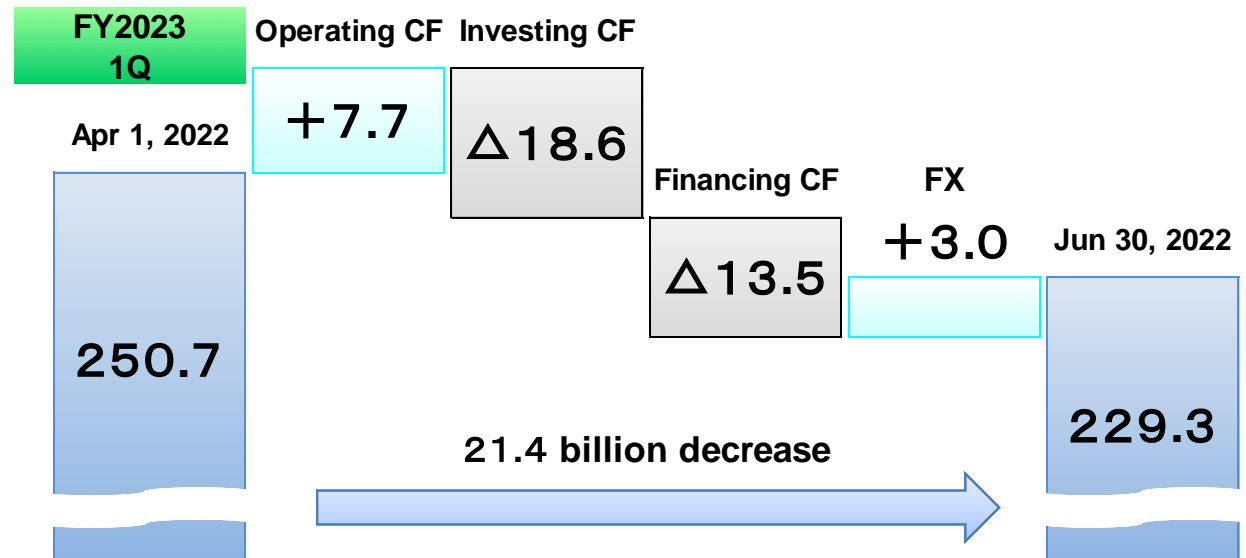 FY2023
1Q
Operating CF
Investing CF
Apr 1, 2022
＋7.7
△18.6
Financing CF
FX
＋3.0
Jun 30, 2022
△13.5
250.7
229.3
21.4 billion decrease